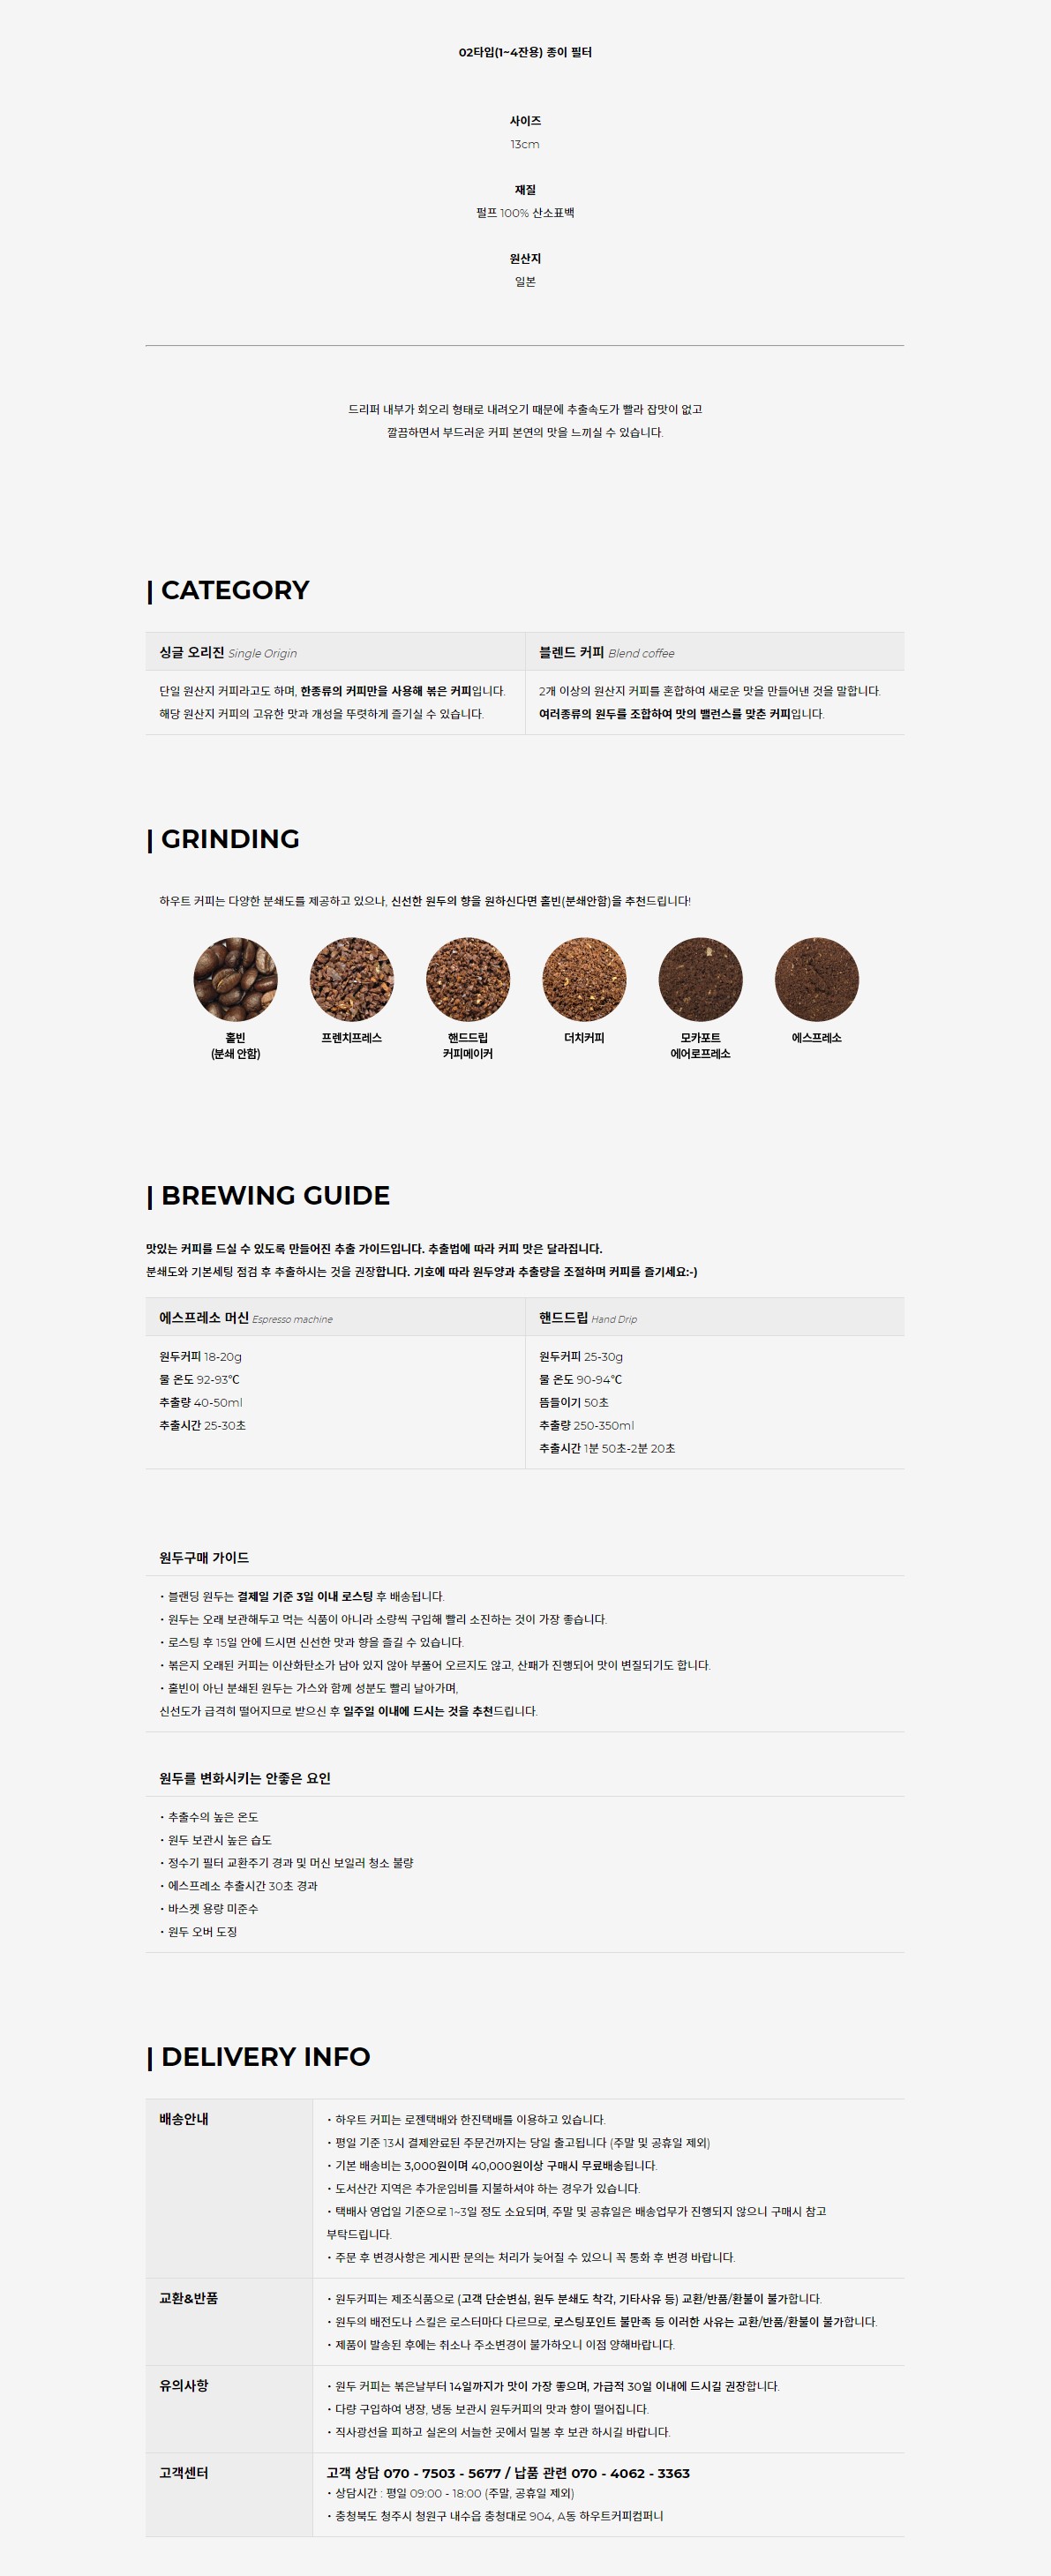 02타입(1~4잔용) 종이 필터
사이즈
13cm
재질
펄프 100% 산소표백
원산지
일본
드리퍼 내부가 회오리 형태로 내려오기 때문에 추출속도가 빨라 잡맛이 없고
깔끔하면서 부드러운 커피 본연의 맛을 느끼실 수 있습니다.
| CATEGORY
싱글 오리진 Single Origin
단일 원산지 커피라고도 하며, 한종류의 커피만을 사용해 볶은 커피입니다.
해당 원산지 커피의 고유한 맛과 개성을 뚜렷하게 즐기실 수 있습니다.
블렌드 커피 Blend coffee
2개 이상의 원산지 커피를 혼합하여 새로운 맛을 만들어낸 것을 말합니다.
여러종류의 원두를 조합하여 맛의 밸런스를 맞춘 커피입니다.
| GRINDING
하우트 커피는 다양한 분쇄도를 제공하고 있으나, 신선한 원두의 향을 원하신다면 홀빈(분쇄안함)을 추천드립니다!
홀빈
(분쇄 안함)
프렌치프레스
핸드드립
커피메이커
더치커피
모카포트
에어로프레소
에스프레소
| BREWING GUIDE
맛있는 커피를 드실 수 있도록 만들어진 추출 가이드입니다. 추출법에 따라 커피 맛은 달라집니다.
분쇄도와 기본세팅 점검 후 추출하시는 것을 권장합니다. 기호에 따라 원두양과 추출량을 조절하며 커피를 즐기세요:-)
에스프레소 머신 Espresso machine
원두커피 18-20g
물 온도 92-93℃
추출량 40-50ml
추출시간 25-30초
핸드드립 Hand Drip
원두커피 25-30g
물 온도 90-94℃
뜸들이기 50초
추출량 250-350ml
추출시간 1분 50초-2분 20초
원두구매 가이드
• 블랜딩 원두는 결제일 기준 3일 이내 로스팅 후 배송됩니다.
• 원두는 오래 보관해두고 먹는 식품이 아니라 소량씩 구입해 빨리 소진하는 것이 가장 좋습니다.
• 로스팅 후 15일 안에 드시면 신선한 맛과 향을 즐길 수 있습니다.
• 볶은지 오래된 커피는 이산화탄소가 남아 있지 않아 부풀어 오르지도 않고, 산패가 진행되어 맛이 변질되기도 합니다.
• 홀빈이 아닌 분쇄된 원두는 가스와 함께 성분도 빨리 날아가며,
신선도가 급격히 떨어지므로 받으신 후 일주일 이내에 드시는 것을 추천드립니다.
원두를 변화시키는 안좋은 요인
• 추출수의 높은 온도
• 원두 보관시 높은 습도
• 정수기 필터 교환주기 경과 및 머신 보일러 청소 불량
• 에스프레소 추출시간 30초 경과
• 바스켓 용량 미준수
• 원두 오버 도징
| DELIVERY INFO
배송안내
• 하우트 커피는 로젠택배와 한진택배를 이용하고 있습니다.
• 평일 기준 13시 결제완료된 주문건까지는 당일 출고됩니다 (주말 및 공휴일 제외)
• 기본 배송비는 3,000원이며 40,000원이상 구매시 무료배송됩니다.
• 도서산간 지역은 추가운임비를 지불하셔야 하는 경우가 있습니다.
• 택배사 영업일 기준으로 1~3일 정도 소요되며, 주말 및 공휴일은 배송업무가 진행되지 않으니 구매시 참고
부탁드립니다.
• 주문 후 변경사항은 게시판 문의는 처리가 늦어질 수 있으니 꼭 통화 후 변경 바랍니다.
교환&반품
• 원두커피는 제조식품으로 (고객 단순변심, 원두 분쇄도 착각, 기타사유 등) 교환/반품/환불이 불가합니다.
• 원두의 배전도나 스킬은 로스터마다 다르므로, 로스팅포인트 불만족 등 이러한 사유는 교환/반품/환불이 불가합니다.
• 제품이 발송된 후에는 취소나 주소변경이 불가하오니 이점 양해바랍니다.
유의사항
• 원두 커피는 볶은날부터 14일까지가 맛이 가장 좋으며, 가급적 30일 이내에 드시길 권장합니다.
• 다량 구입하여 냉장, 냉동 보관시 원두커피의 맛과 향이 떨어집니다.
• 직사광선을 피하고 실온의 서늘한 곳에서 밀봉 후 보관 하시길 바랍니다.
고객센터
고객 상담 070 - 7503 - 5677 / 납품 관련 070 - 4062 - 3363
• 상담시간 : 평일 09:00 - 18:00 (주말, 공휴일 제외)
• 충청북도 청주시 청원구 내수읍 충청대로 904, A동 하우트커피컴퍼니